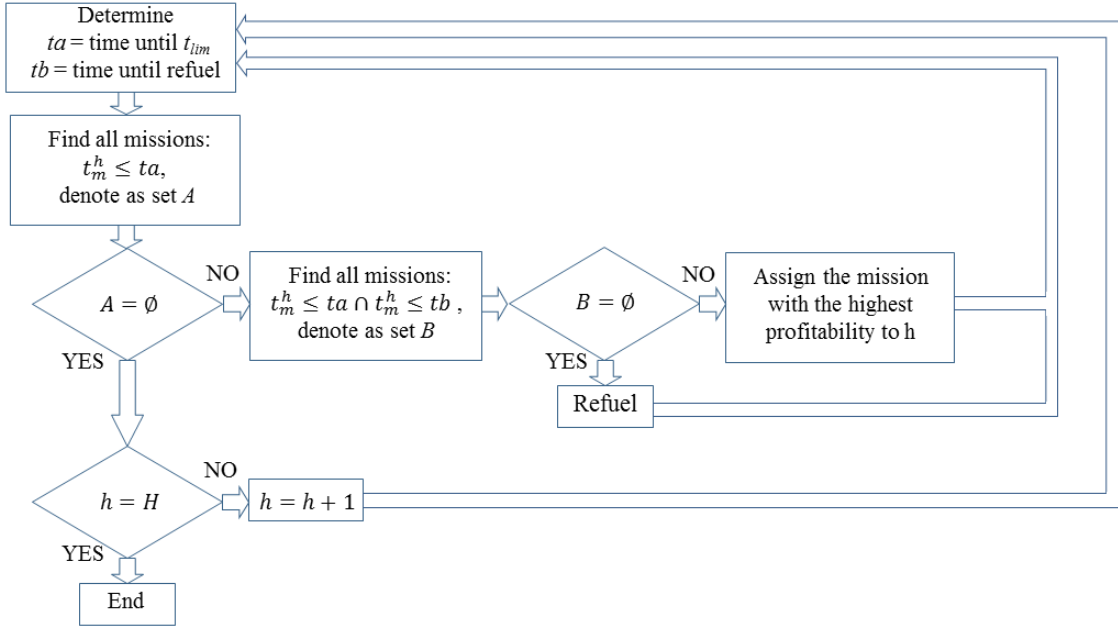 Determine
ta = time until t_lim
tb = time until refuel
Find all missions:
t_m^h ≤ ta,
denote as set A
A = ∅
NO
YES
Find all missions:
t_m^h ≤ ta ∩ t_m^h ≤ tb ,
denote as set B
B = ∅
NO
YES
Assign the mission
with the highest
profitability to h
Refuel
h = H
NO
YES
h = h + 1
End